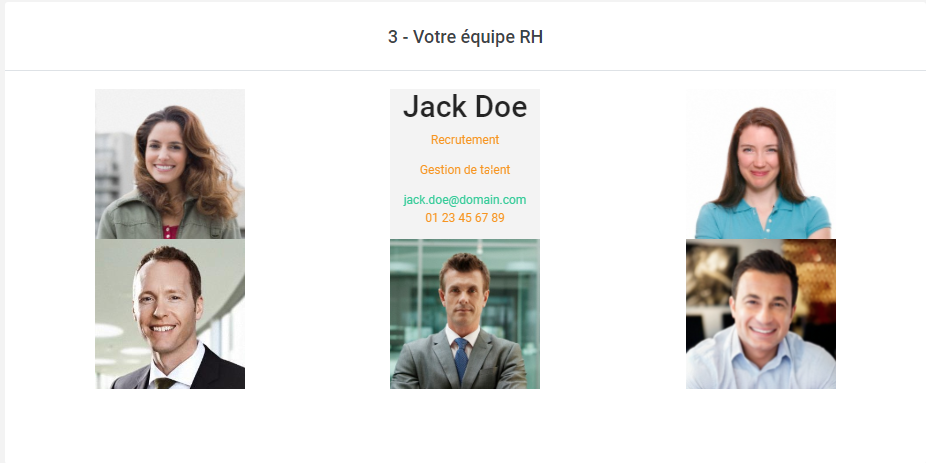 3 - Votre équipe RH
Jack Doe
Recrutement
Gestion de talent
jack.doe@domain.com
01 23 45 67 89